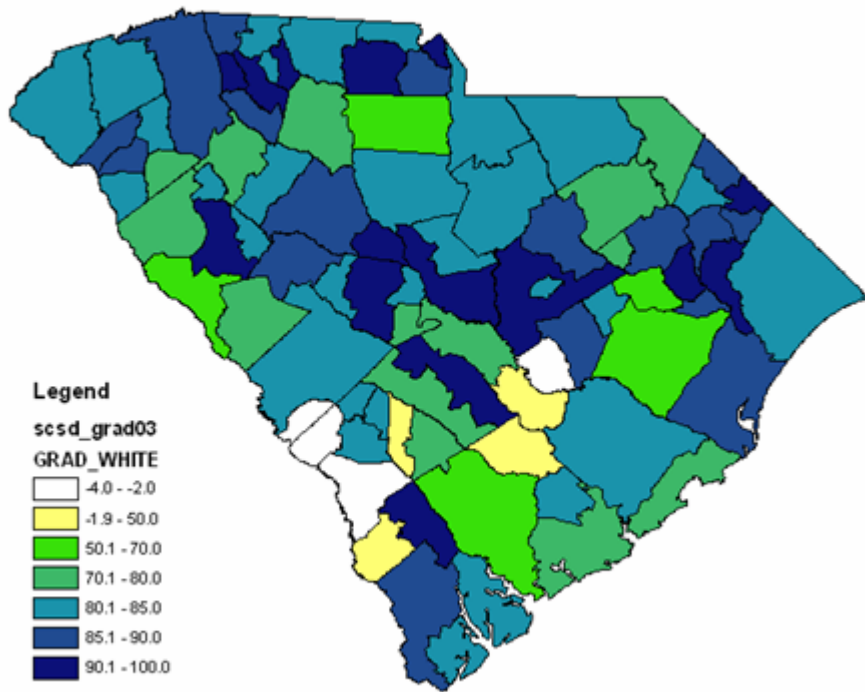 Legend
scsd_grad03
GRAD_WHITE
-4.0 - -2.0
-1.9 - 50.0
50.1 - 70.0
70.1 - 80.0
80.1 - 85.0
85.1 - 90.0
90.1 - 100.0